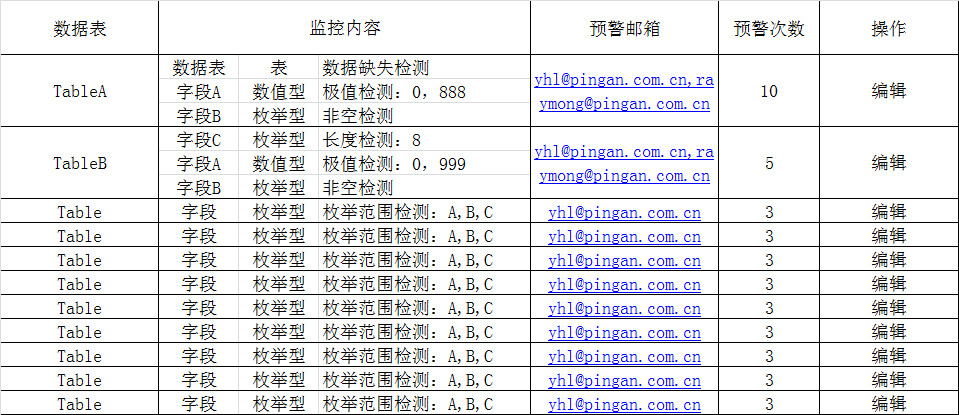 数据表 监控内容 预警邮箱 预警次数 操作
TableA
数据表 表 数据缺失检测
字段A 数值型 极值检测：0，888
字段B 枚举型 非空检测
yhl@pingan.com.cn,ra
ymong@pingan.com.cn
10
编辑
TableB
字段C 枚举型 长度检测：8
字段A 数值型 极值检测：0，999
字段B 枚举型 非空检测
yhl@pingan.com.cn,ra
ymong@pingan.com.cn
5
编辑
Table 字段 枚举型 枚举范围检测：A,B,C yhl@pingan.com.cn 3 编辑
Table 字段 枚举型 枚举范围检测：A,B,C yhl@pingan.com.cn 3 编辑
Table 字段 枚举型 枚举范围检测：A,B,C yhl@pingan.com.cn 3 编辑
Table 字段 枚举型 枚举范围检测：A,B,C yhl@pingan.com.cn 3 编辑
Table 字段 枚举型 枚举范围检测：A,B,C yhl@pingan.com.cn 3 编辑
Table 字段 枚举型 枚举范围检测：A,B,C yhl@pingan.com.cn 3 编辑
Table 字段 枚举型 枚举范围检测：A,B,C yhl@pingan.com.cn 3 编辑
Table 字段 枚举型 枚举范围检测：A,B,C yhl@pingan.com.cn 3 编辑
Table 字段 枚举型 枚举范围检测：A,B,C yhl@pingan.com.cn 3 编辑